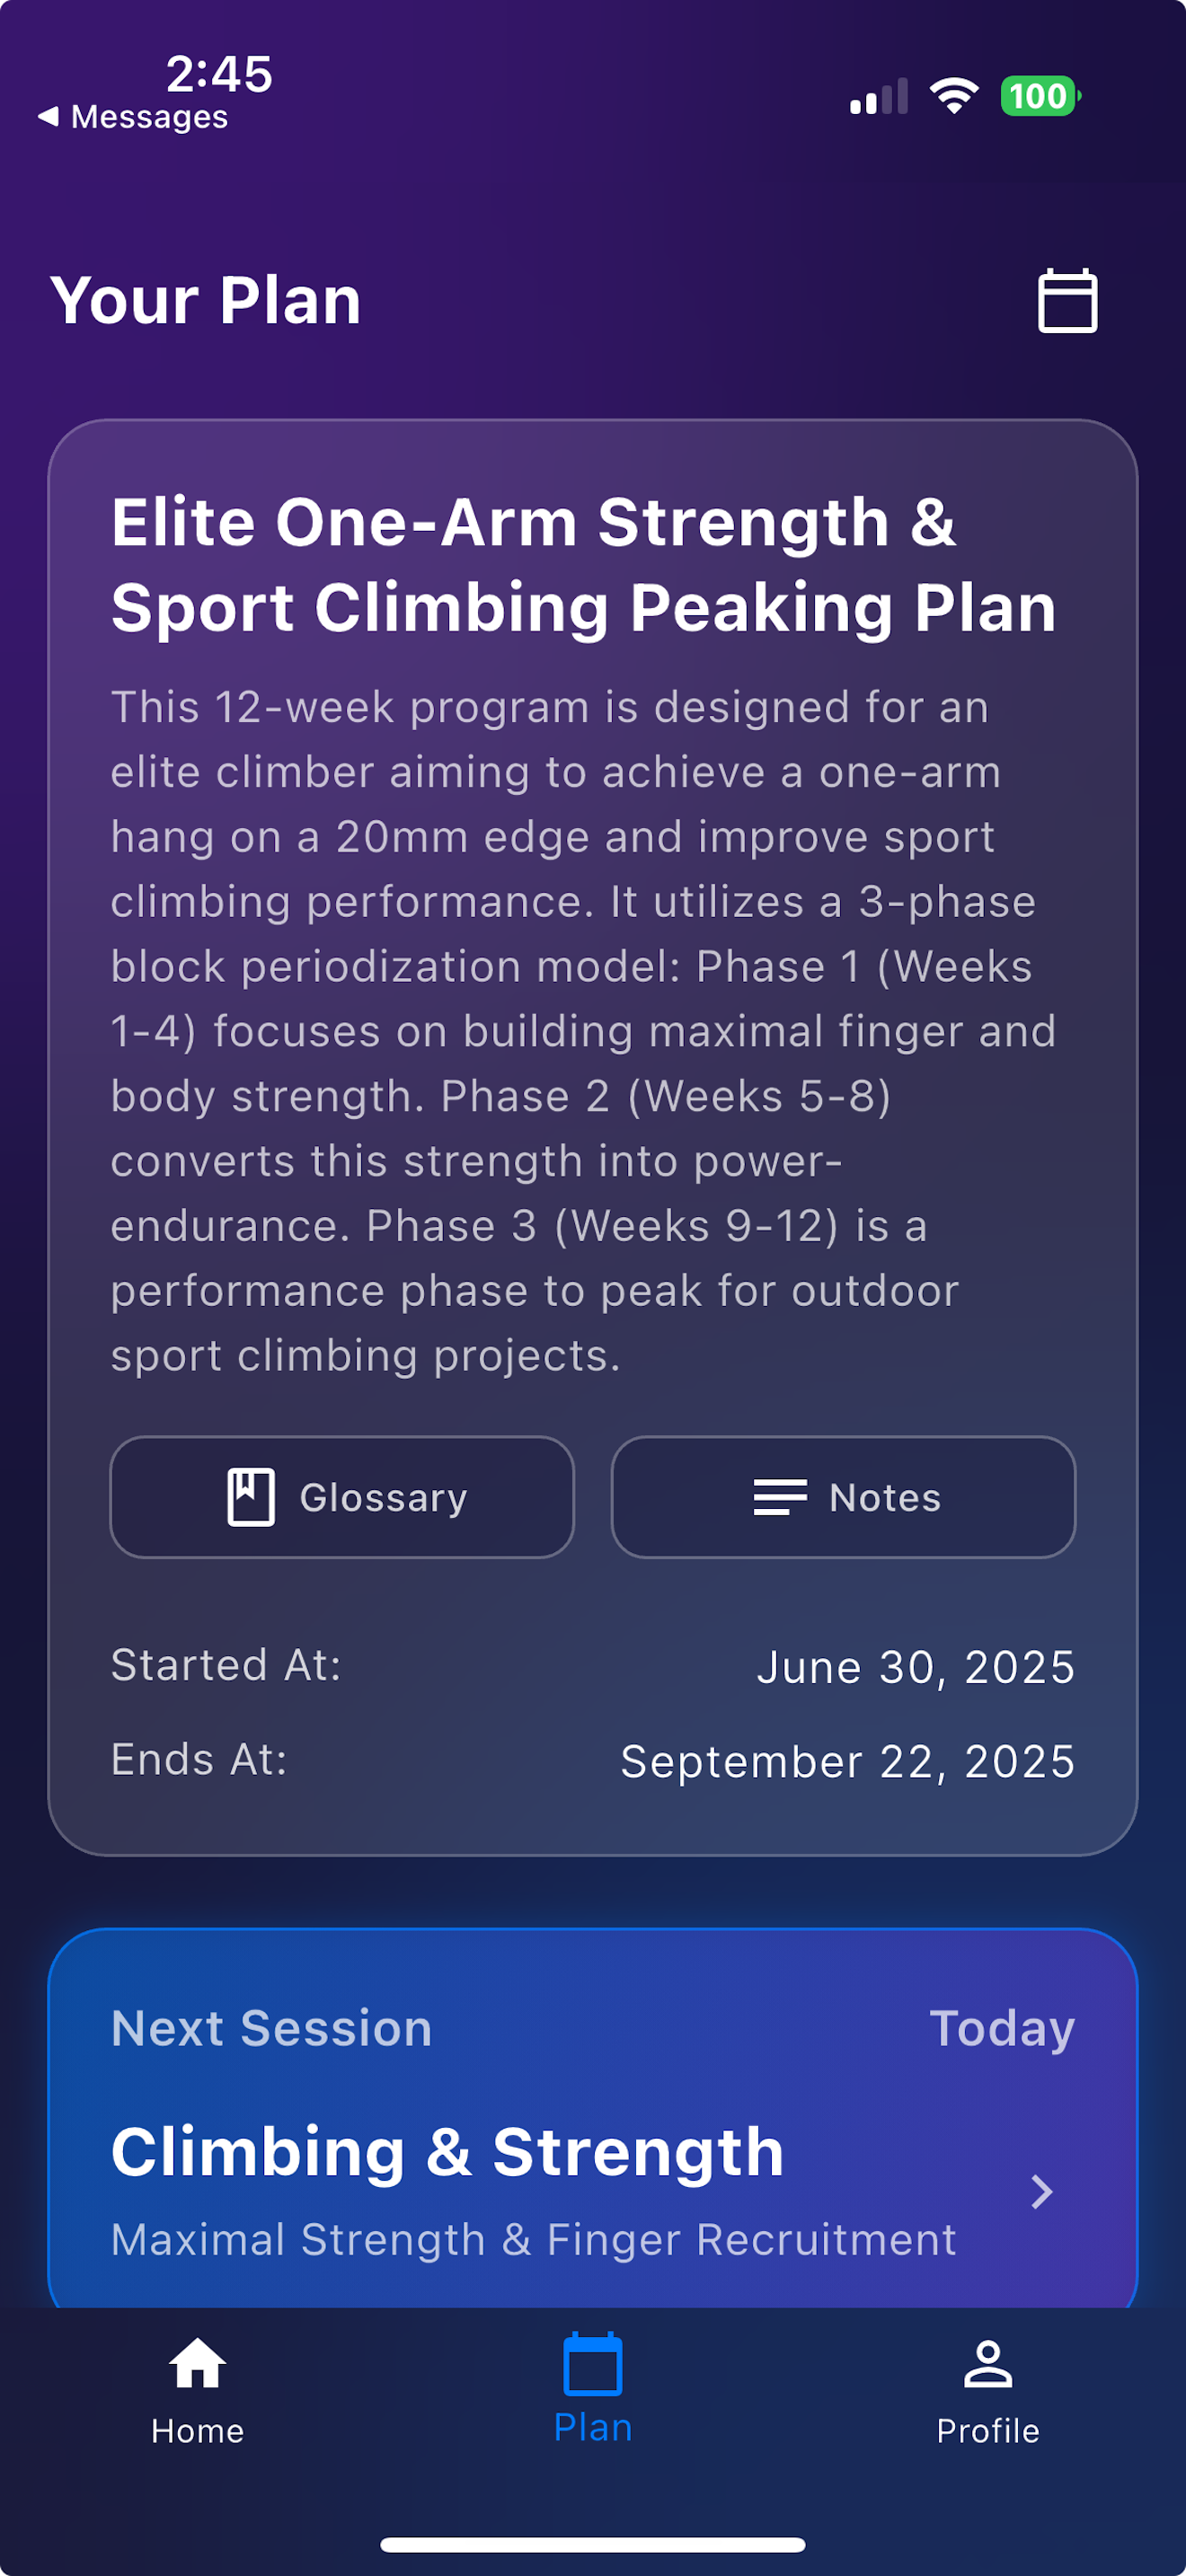 2:45
◀ Messages
100
Your Plan
Elite One-Arm Strength &
Sport Climbing Peaking Plan
This 12-week program is designed for an
elite climber aiming to achieve a one-arm
hang on a 20mm edge and improve sport
climbing performance. It utilizes a 3-phase
block periodization model: Phase 1 (Weeks
1-4) focuses on building maximal finger and
body strength. Phase 2 (Weeks 5-8)
converts this strength into power-
endurance. Phase 3 (Weeks 9-12) is a
performance phase to peak for outdoor
sport climbing projects.
Glossary
Notes
Started At:
June 30, 2025
Ends At:
September 22, 2025
Next Session
Today
Climbing & Strength
Maximal Strength & Finger Recruitment
Home
Plan
Profile